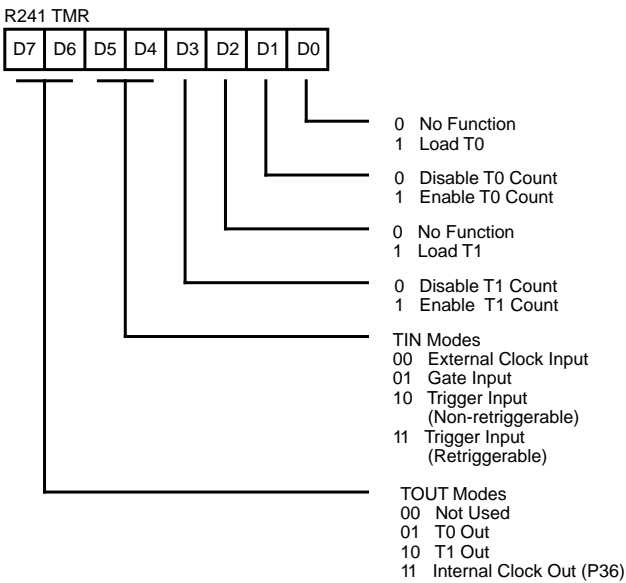 R241 TMR
D7 D6 D5 D4 D3 D2 D1 D0
0 No Function
1 Load T0
0 Disable T0 Count
1 Enable T0 Count
0 No Function
1 Load T1
0 Disable T1 Count
1 Enable T1 Count
TIN Modes
00 External Clock Input
01 Gate Input
10 Trigger Input
(Non-retriggerable)
11 Trigger Input
(Retriggerable)
TOUT Modes
00 Not Used
01 T0 Out
10 T1 Out
11 Internal Clock Out (P36)